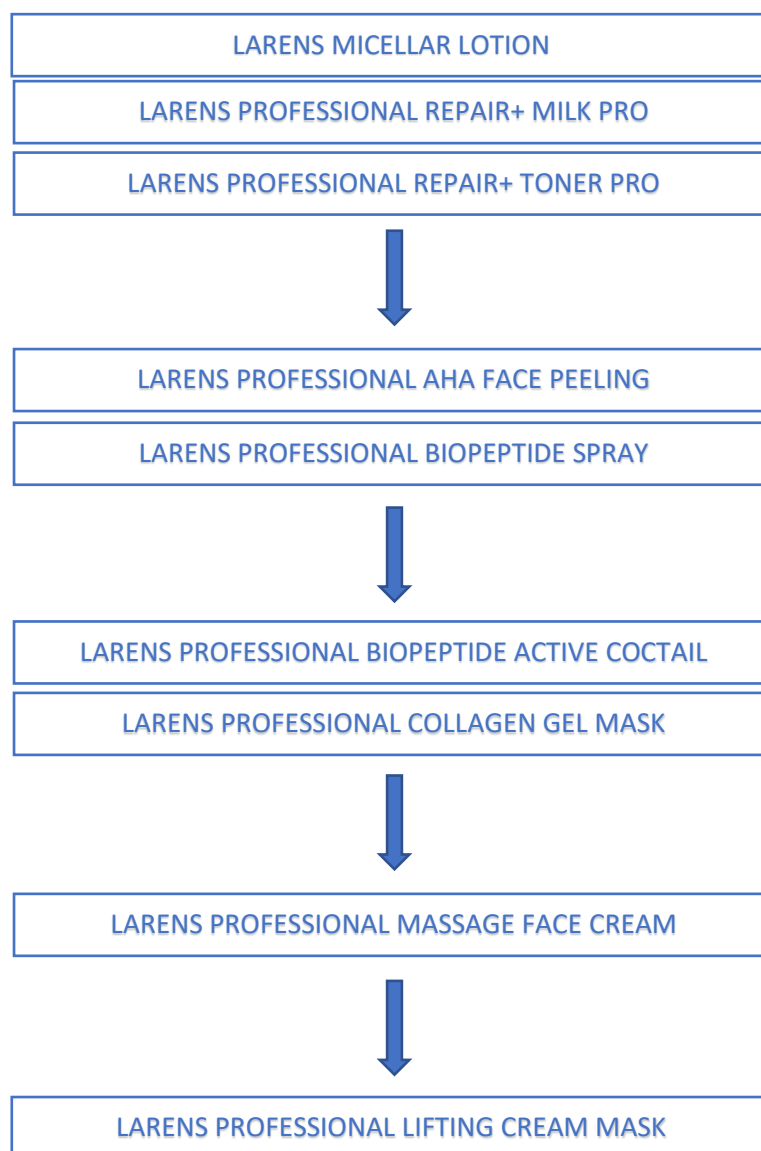 LARENS MICELLAR LOTION
LARENS PROFESSIONAL REPAIR+ MILK PRO
LARENS PROFESSIONAL REPAIR+ TONER PRO
LARENS PROFESSIONAL AHA FACE PEELING
LARENS PROFESSIONAL BIOPEPTIDE SPRAY
LARENS PROFESSIONAL BIOPEPTIDE ACTIVE COCTAIL
LARENS PROFESSIONAL COLLAGEN GEL MASK
LARENS PROFESSIONAL MASSAGE FACE CREAM
LARENS PROFESSIONAL LIFTING CREAM MASK